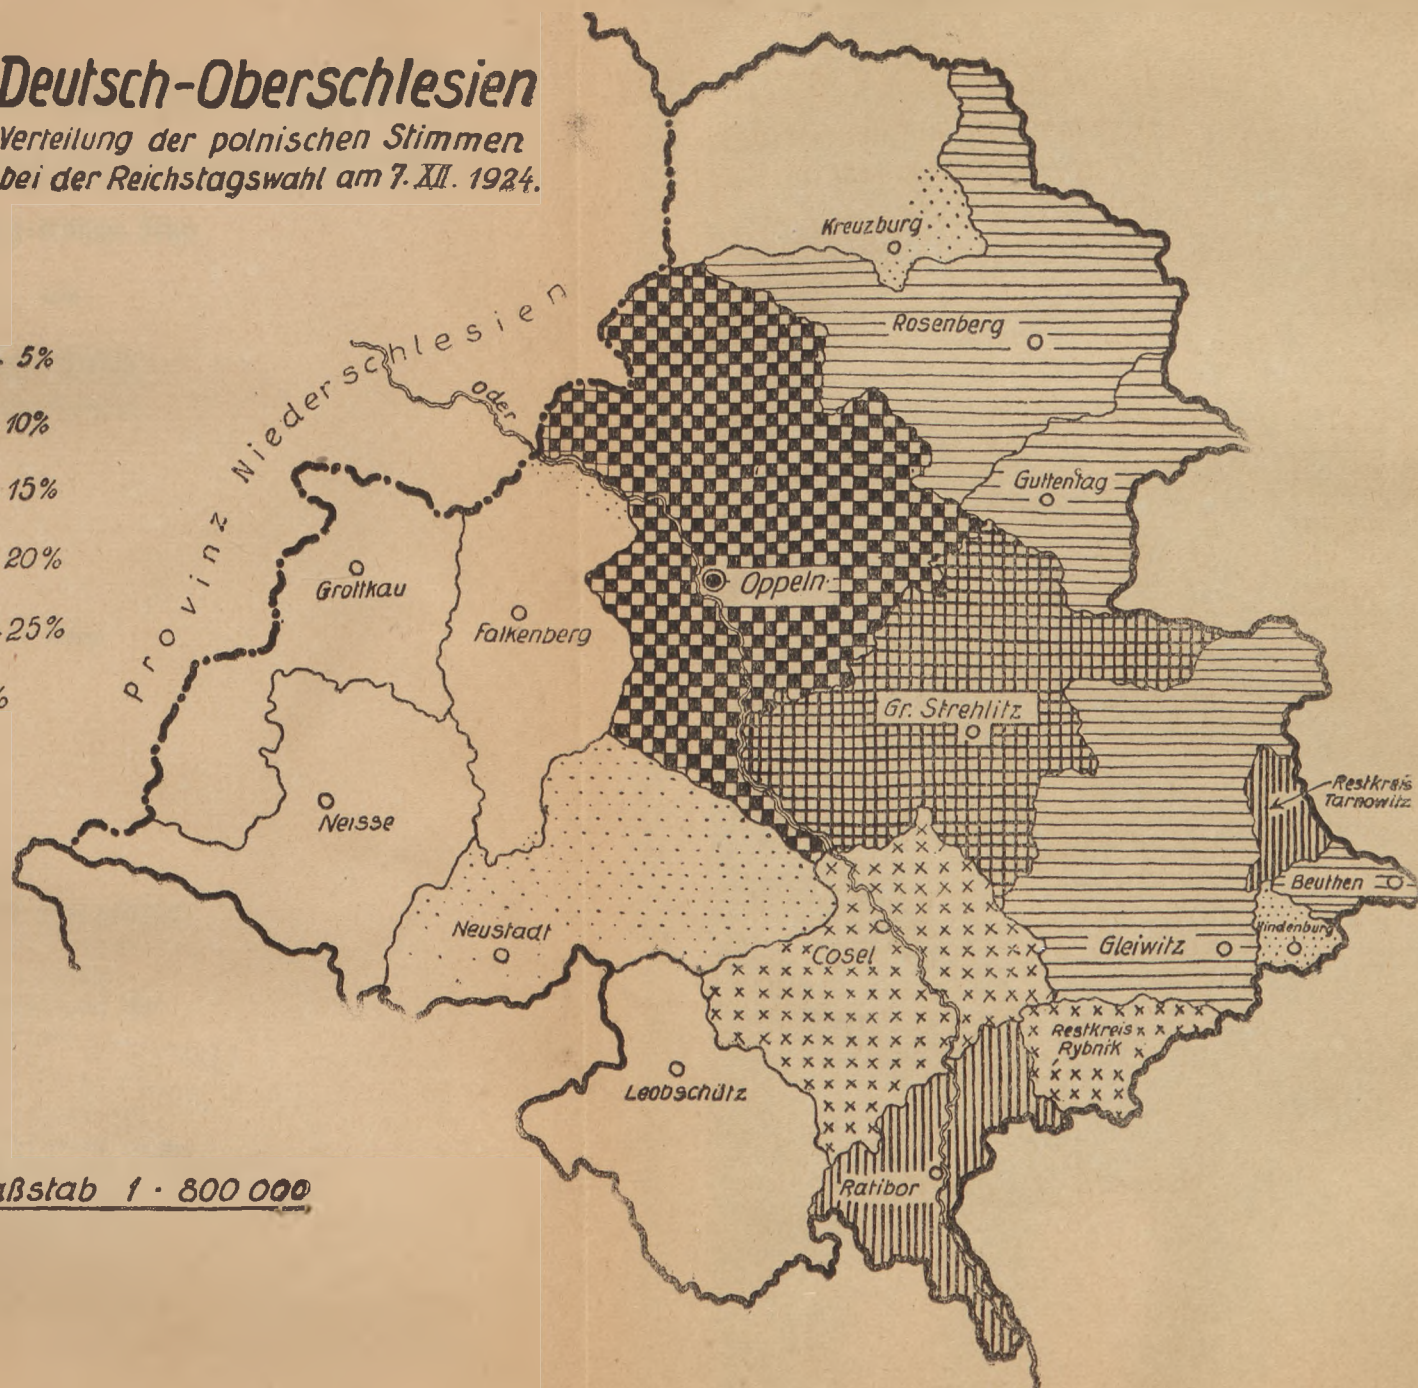 Deutsch-Oberschlesien
Verteilung der polnischen Stimmen
bei der Reichstagswahl am 7. XII. 1924.
5%
10%
15%
20%
25%
%
Provinz Niederschlesien
Oder
Kreuzburg
Rosenberg
Guttentag
Grottkau
Falkenberg
Oppeln
Gr. Strehlitz
Neisse
Restkreis
Tarnowitz
Beuthen
Hindenburg
Neustadt
Cosel
Gleiwitz
Restkreis
Rybnik
Leobschütz
Ratibor
aßstab 1 · 800 000